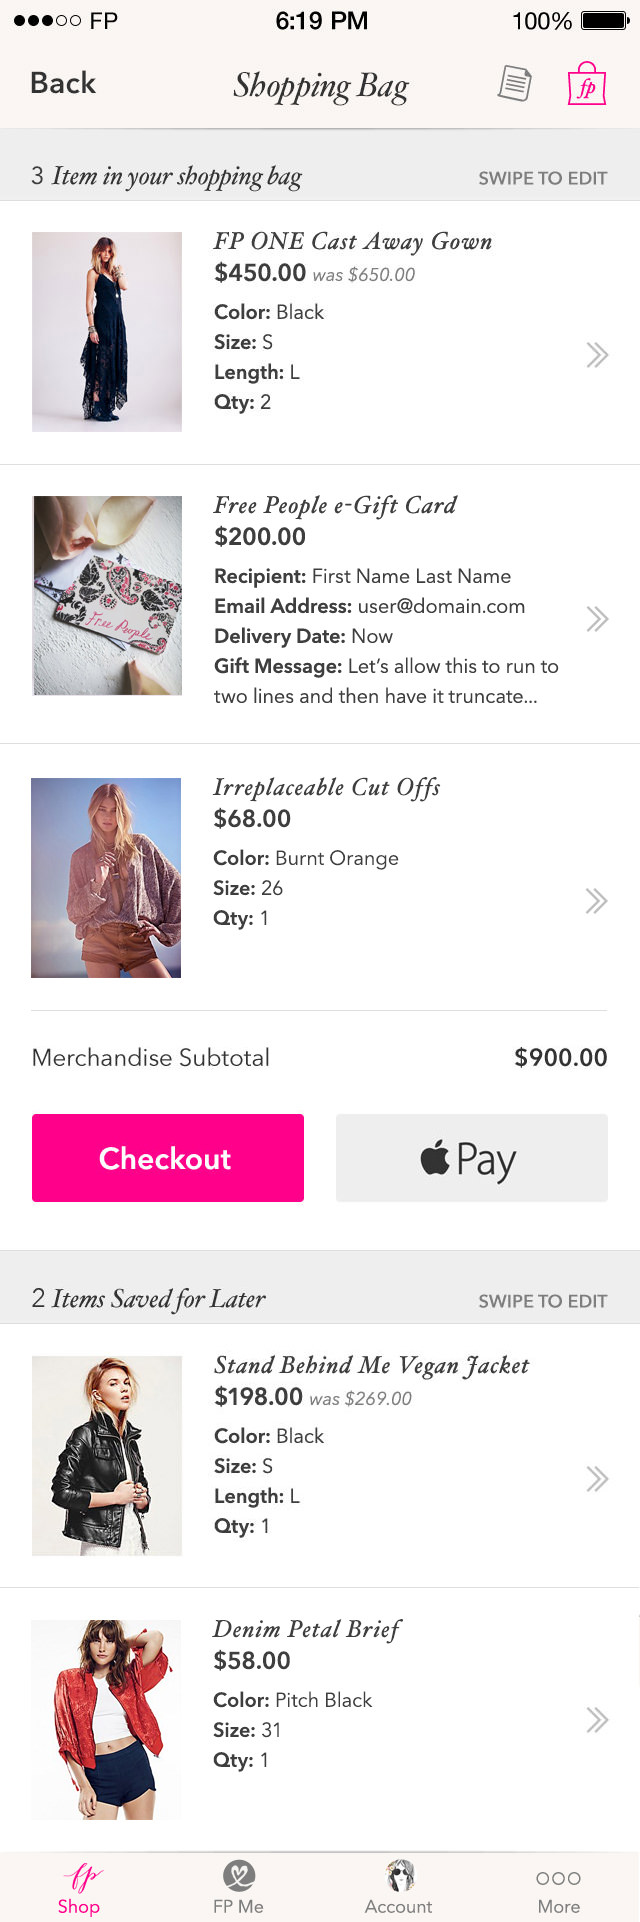 FP 6:19 PM 100%
Back Shopping Bag fp
3 Item in your shopping bag SWIPE TO EDIT
FP ONE Cast Away Gown
$450.00 was $650.00
Color: Black
Size: S
Length: L
Qty: 2
Free People e-Gift Card
$200.00
Recipient: First Name Last Name
Email Address: user@domain.com
Delivery Date: Now
Gift Message: Let’s allow this to run to
two lines and then have it truncate...
Free People
Irreplaceable Cut Offs
$68.00
Color: Burnt Orange
Size: 26
Qty: 1
Merchandise Subtotal $900.00
Checkout Pay
2 Items Saved for Later SWIPE TO EDIT
Stand Behind Me Vegan Jacket
$198.00 was $269.00
Color: Black
Size: S
Length: L
Qty: 1
Denim Petal Brief
$58.00
Color: Pitch Black
Size: 31
Qty: 1
fp
Shop FP Me Account More